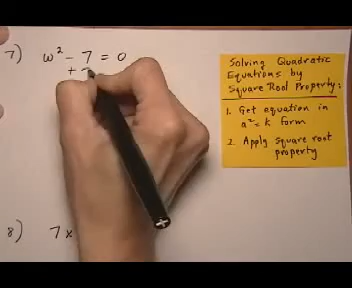 7) w² - 7 = 0
+
8) 7x
Solving Quadratic
Equations by
Square Root Property:
1. Get equation in
a² = k form
2. Apply square root
property